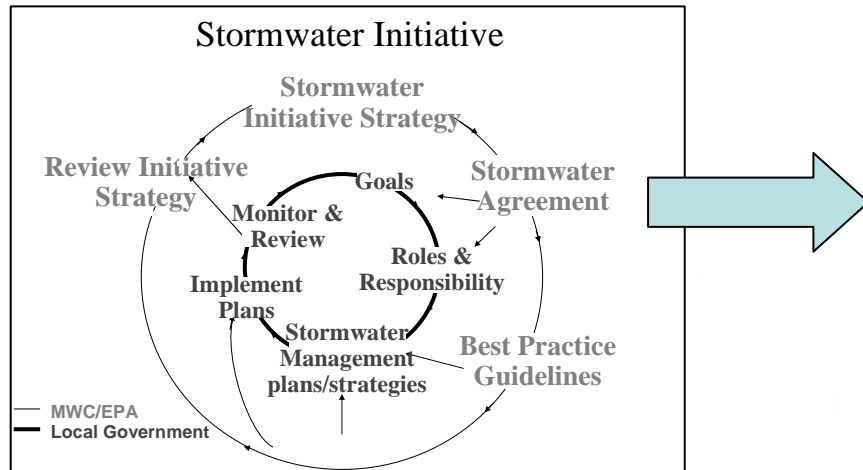 Stormwater Initiative
Stormwater
Initiative Strategy
Review Initiative
Strategy
Goals
Stormwater
Agreement
Monitor &
Review
Roles &
Responsibility
Implement
Plans
Stormwater
Management
plans/strategies
Best Practice
Guidelines
MWC/EPA
Local Government